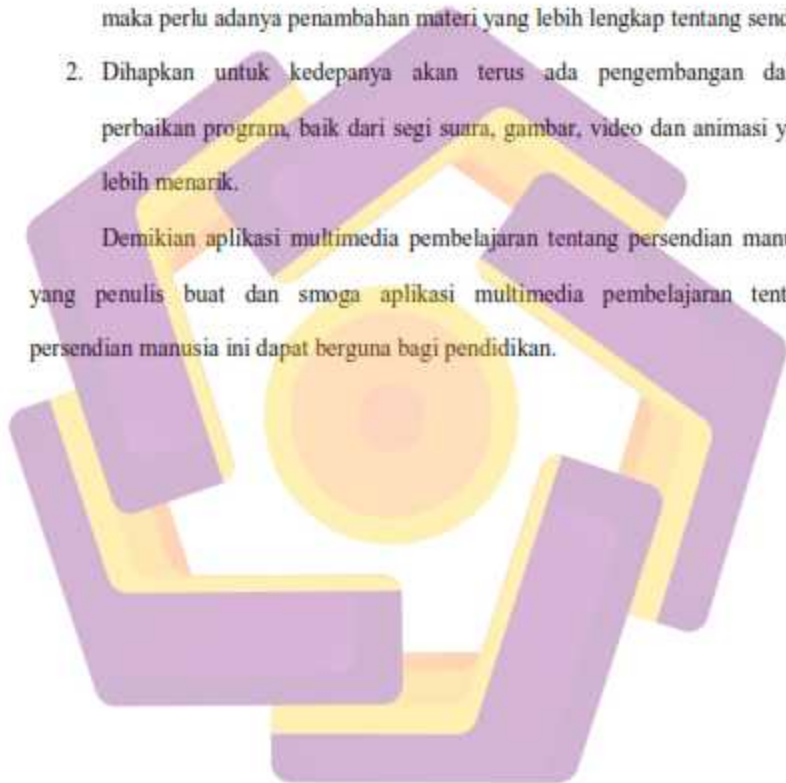 maka perlu adanya penambahan materi yang lebih lengkap tentang send
2. Dihapkan untuk kedepanya akan terus ada pengembangan da
perbaikan program, baik dari segi suara, gambar, video dan animasi y
lebih menarik.
Demikian aplikasi multimedia pembelajaran tentang persendian manu
yang penulis buat dan smoga aplikasi multimedia pembelajaran tent
persendian manusia ini dapat berguna bagi pendidikan.